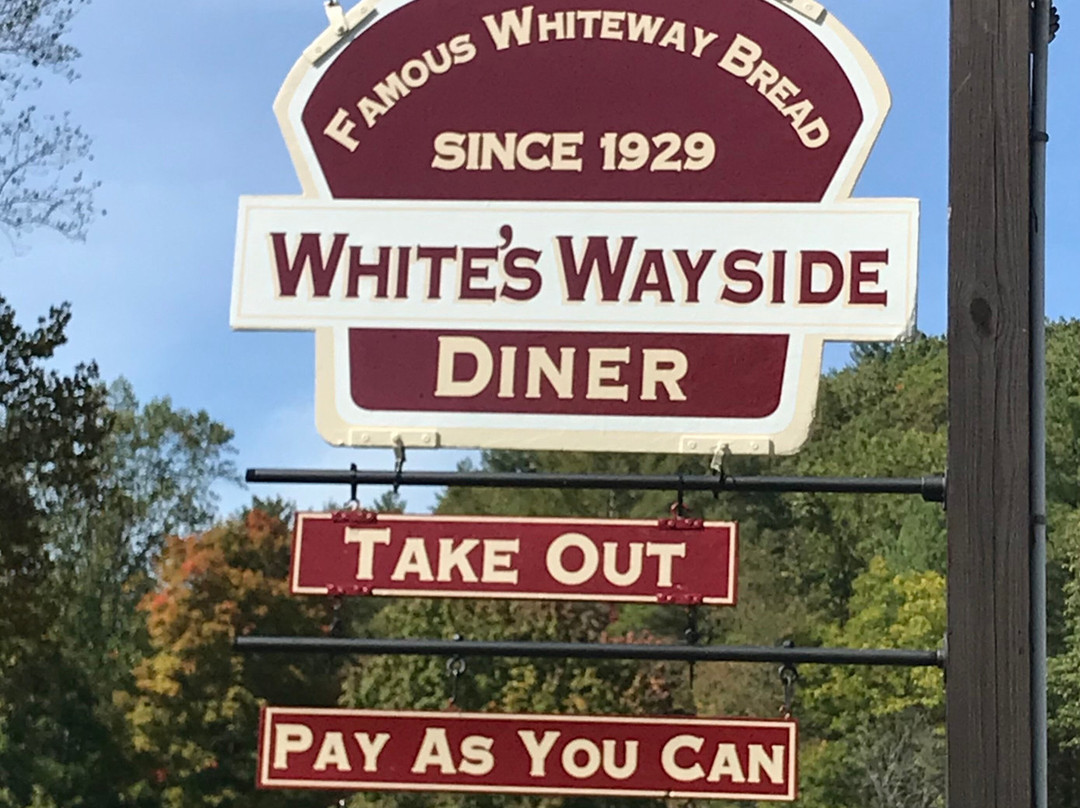 FAMOUS WHITEWAY BREAD
SINCE 1929
WHITE'S WAYSIDE
DINER
TAKE OUT
PAY AS YOU CAN